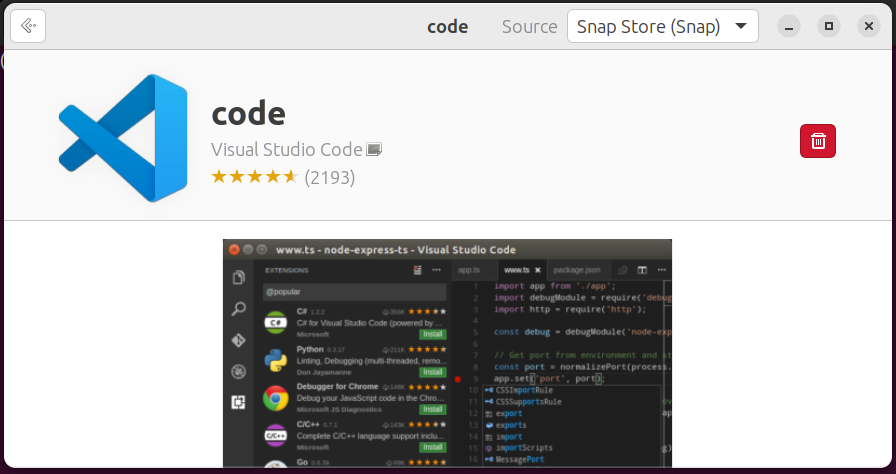 code
Source
Snap Store (Snap)
code
Visual Studio Code
(2193)
www.ts - node-express-ts - Visual Studio Code
EXTENSIONS
@popular
C# 1.2.2 356K
C# for Visual Studio Code (powered by ...
Microsoft Install
Python 0.3.17 211K
Linting, Debugging (multi-threaded, remo...
Don Jayamanne Install
Debugger for Chrome 148K
Debug your JavaScript code in the Chro...
Microsoft JS Diagnostics Install
C/C++ 0.7.1 143K
Complete C/C++ language support inclu...
Microsoft Install
Go 0.6.39 99K
app.ts www.ts package.json
1 import app from './app';
2 import debugModule = require('debug
3 import http = require('http');
4
5 const debug = debugModule('node-exp
6
7 // Get port from environment and st
8 const port = normalizePort(process.
9 app.set('port', port);
10 CSSImportRule
11 CSSSupportsRule
12 export
13 exports
14 import
15 importScripts
16 MessagePort